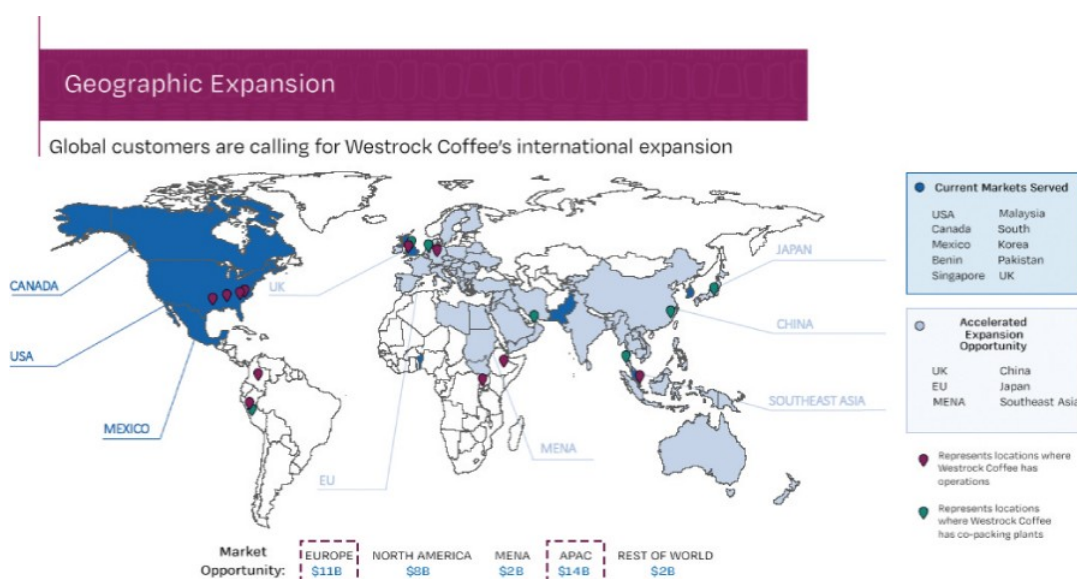 Geographic Expansion
Global customers are calling for Westrock Coffee's international expansion
CANADA
USA
MEXICO
UK
EU
MENA
JAPAN
CHINA
SOUTHEAST ASIA
Current Markets Served
USA Malaysia
Canada South
Mexico Korea
Benin Pakistan
Singapore UK
Accelerated
Expansion
Opportunity
UK China
EU Japan
MENA Southeast Asia
Represents locations where
Westrock Coffee has
operations
Represents locations
where Westrock Coffee
has co-packing plants
Market
Opportunity:
EUROPE NORTH AMERICA MENA APAC REST OF WORLD
$11B $8B $2B $14B $2B